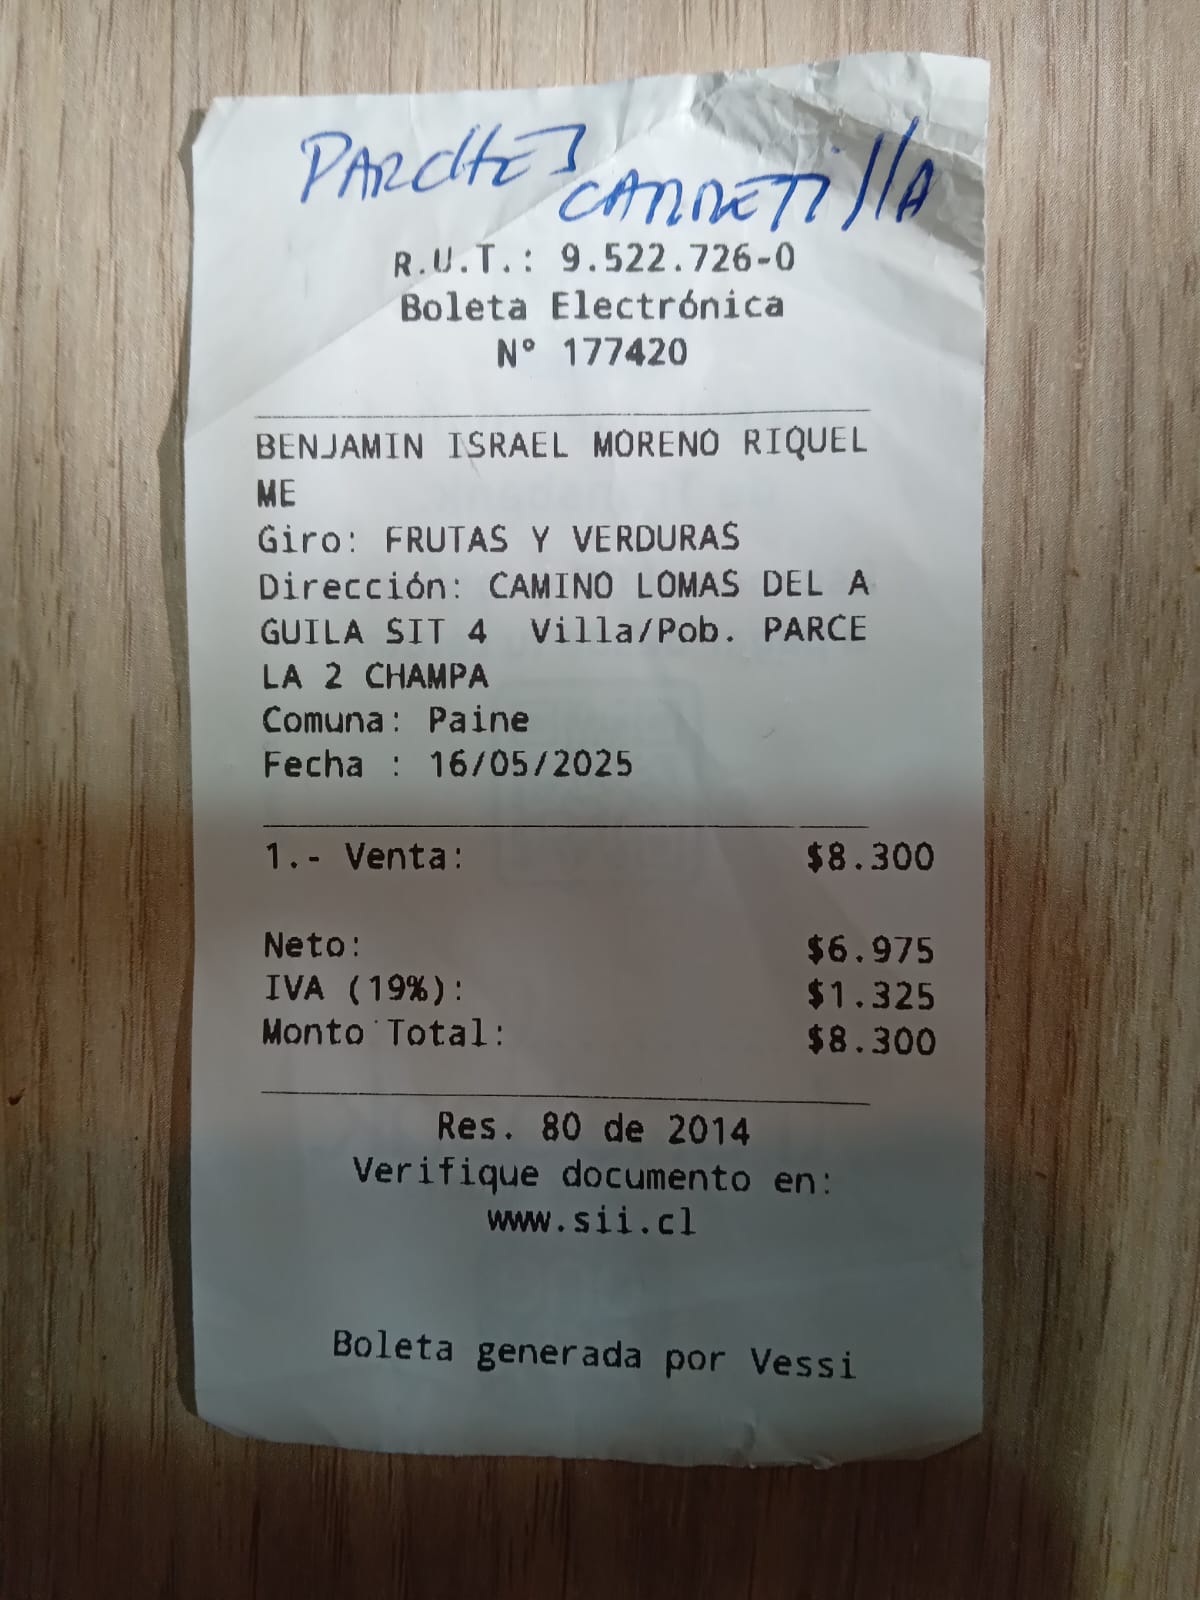 PARCHES
CARRETILLA
R.U.T.: 9.522.726-0
Boleta Electrónica
N° 177420
BENJAMIN ISRAEL MORENO RIQUEL
ME
Giro: FRUTAS Y VERDURAS
Dirección: CAMINO LOMAS DEL A
GUILA SIT 4 Villa/Pob. PARCE
LA 2 CHAMPA
Comuna: Paine
Fecha : 16/05/2025
1.- Venta: $8.300
Neto: $6.975
IVA (19%): $1.325
Monto Total: $8.300
Res. 80 de 2014
Verifique documento en:
www.sii.cl
Boleta generada por Vessi